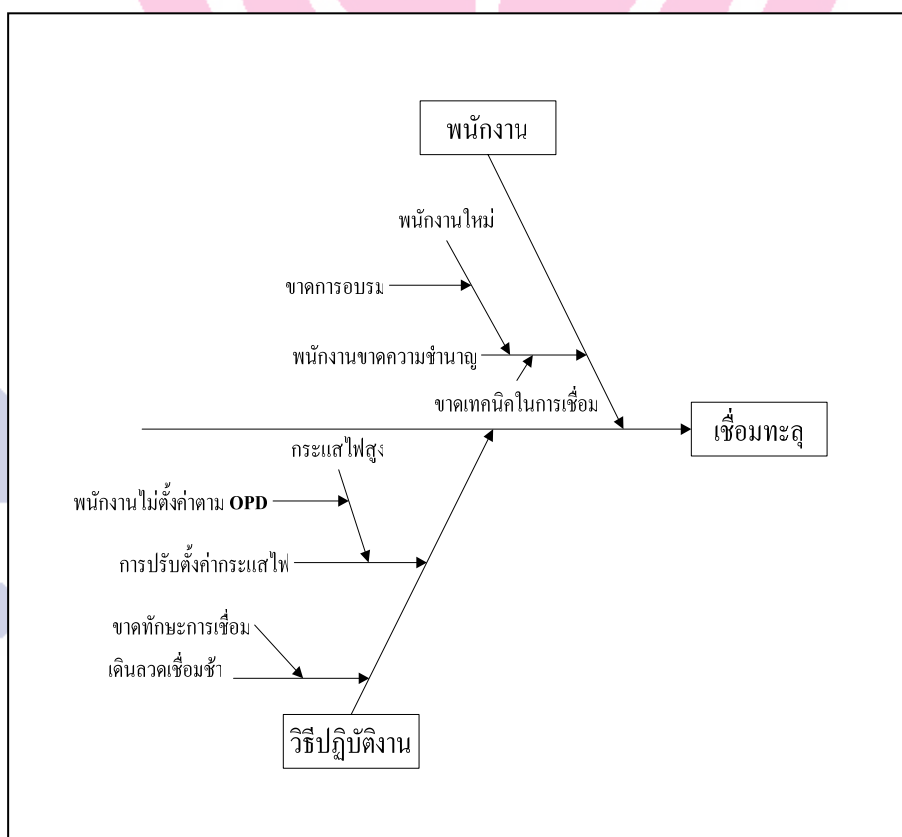 พนักงาน
พนักงานใหม่
ขาดการอบรม
พนักงานขาดความชำนาญ
ขาดเทคนิคในการเชื่อม
เชื่อมทะลุ
กระแสไฟสูง
พนักงานไม่ตั้งค่าตาม OPD
การปรับตั้งค่ากระแสไฟ
ขาดทักษะการเชื่อม
เดินลวดเชื่อมช้า
วิธีปฏิบัติงาน